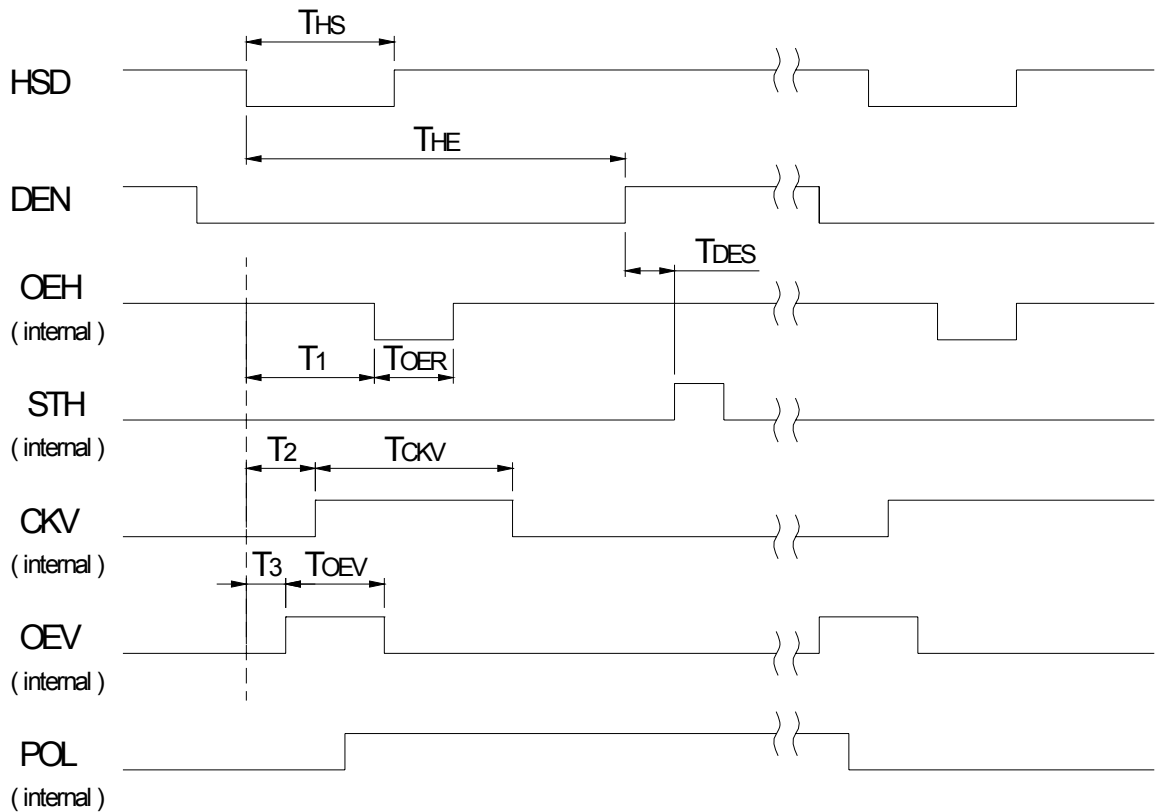 THS
HSD
THE
DEN
TDES
OEH
( internal )
T1 TOER
STH
( internal )
T2 TCKV
CKV
( internal )
T3 TOEV
OEV
( internal )
POL
( internal )